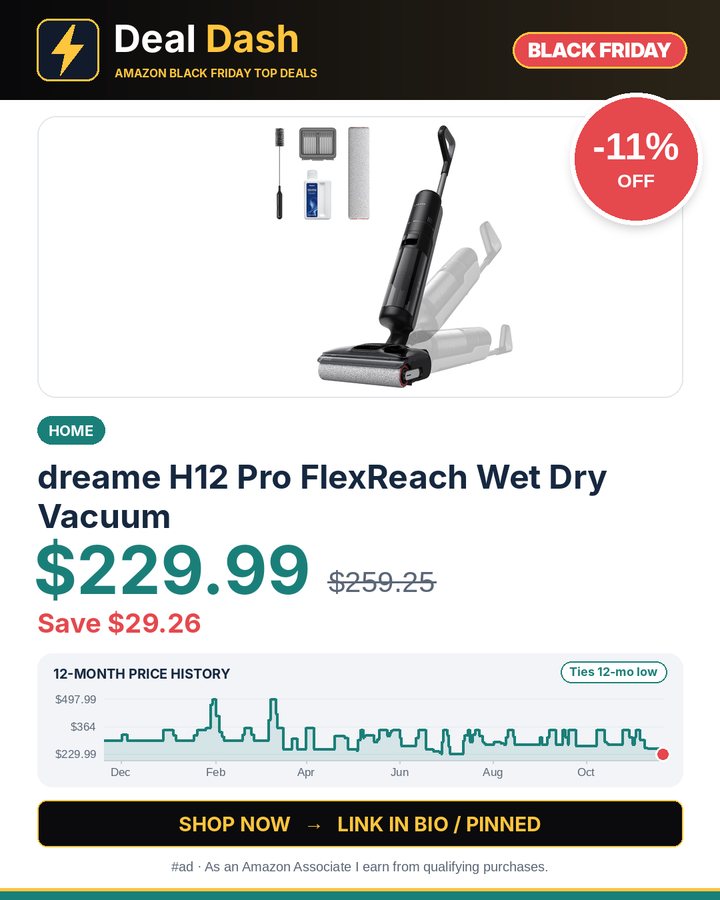 Deal Dash
AMAZON BLACK FRIDAY TOP DEALS
BLACK FRIDAY
-11%
OFF
HOME
dreame H12 Pro FlexReach Wet Dry
Vacuum
$229.99 $259.25
Save $29.26
12-MONTH PRICE HISTORY
Ties 12-mo low
$497.99
$364
$229.99
Dec Feb Apr Jun Aug Oct
SHOP NOW → LINK IN BIO / PINNED
#ad · As an Amazon Associate I earn from qualifying purchases.